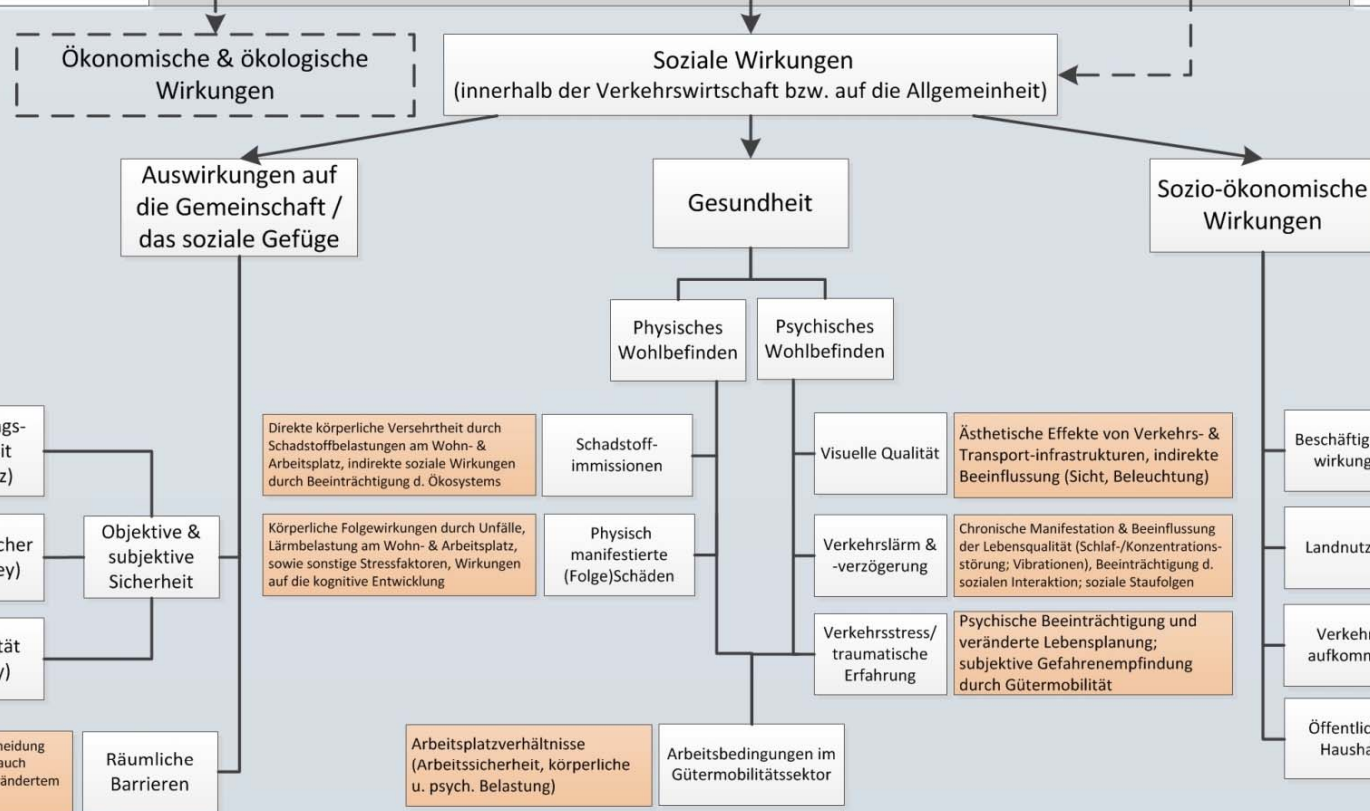 Ökonomische & ökologische
Wirkungen
Soziale Wirkungen
(innerhalb der Verkehrswirtschaft bzw. auf die Allgemeinheit)
Auswirkungen auf
die Gemeinschaft /
das soziale Gefüge
Gesundheit
Sozio-ökonomische
Wirkungen
Physisches
Wohlbefinden
Psychisches
Wohlbefinden
Objektive &
subjektive
Sicherheit
Räumliche
Barrieren
Direkte körperliche Versehrtheit durch
Schadstoffbelastungen am Wohn- &
Arbeitsplatz, indirekte soziale Wirkungen
durch Beeinträchtigung d. Ökosystems
Schadstoff-
immissionen
Körperliche Folgewirkungen durch Unfälle,
Lärmbelastung am Wohn- & Arbeitsplatz,
sowie sonstige Stressfaktoren, Wirkungen
auf die kognitive Entwicklung
Physisch
manifestierte
(Folge)Schäden
Visuelle Qualität
Ästhetische Effekte von Verkehrs- &
Transport-infrastrukturen, indirekte
Beeinflussung (Sicht, Beleuchtung)
Verkehrslärm &
-verzögerung
Chronische Manifestation & Beeinflussung
der Lebensqualität (Schlaf-/Konzentrations-
störung; Vibrationen), Beeinträchtigung d.
sozialen Interaktion; soziale Staufolgen
Verkehrsstress/
traumatische
Erfahrung
Psychische Beeinträchtigung und
veränderte Lebensplanung;
subjektive Gefahrenempfindung
durch Gütermobilität
Arbeitsplatzverhältnisse
(Arbeitssicherheit, körperliche
u. psych. Belastung)
Arbeitsbedingungen im
Gütermobilitätssektor
auch